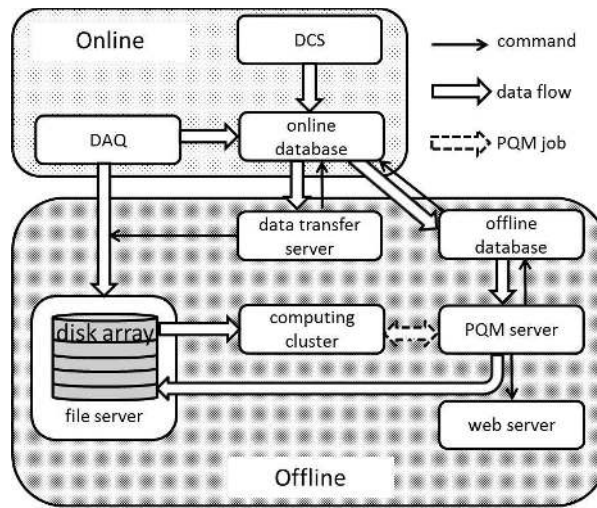 Online
DCS
command
data flow
PQM job
DAQ
online
database
data transfer
server
offline
database
disk array
file server
computing
cluster
PQM server
web server
Offline